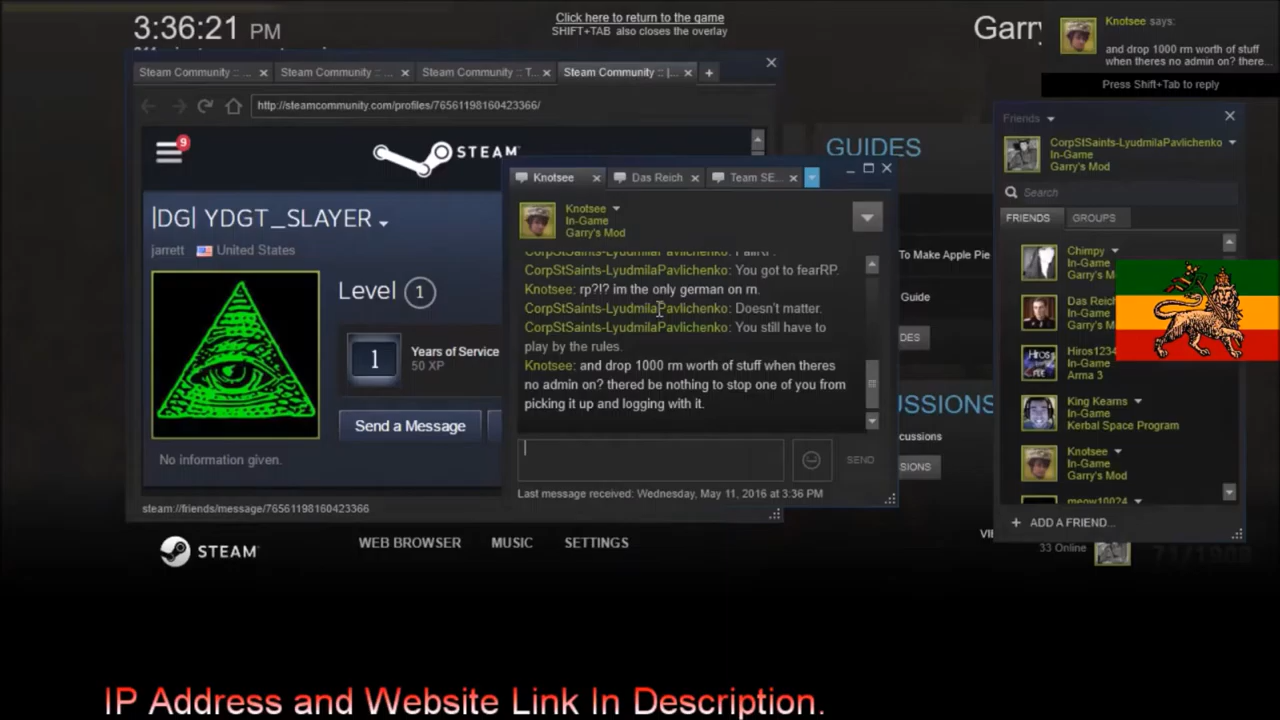 3:36:21 PM
Click here to return to the game
SHIFT+TAB also closes the overlay
Garry
Knotsee says:
and drop 1000 rm worth of stuff
when theres no admin on? there...
Press Shift+Tab to reply
Steam Community :: ...
Steam Community :: ...
Steam Community :: T...
Steam Community :: |...
http://steamcommunity.com/profiles/76561198160423366/
9
STEAM
|DG| YDGT_SLAYER
jarrett United States
Level 1
1
Years of Service
50 XP
Send a Message
No information given.
steam://friends/message/76561198160423366
Knotsee
Das Reich
Team SE...
Knotsee
In-Game
Garry's Mod
CorpStSaints-LyudmilaPavlichenko:
CorpStSaints-LyudmilaPavlichenko: You got to fearRP.
Knotsee: rp?!? im the only german on rn.
CorpStSaints-LyudmilaPavlichenko: Doesn't matter.
CorpStSaints-LyudmilaPavlichenko: You still have to
play by the rules.
Knotsee: and drop 1000 rm worth of stuff when theres
no admin on? thered be nothing to stop one of you from
picking it up and logging with it.
SEND
Last message received: Wednesday, May 11, 2016 at 3:36 PM
GUIDES
To Make Apple Pie
Guide
DES
USSIONS
cussions
SIONS
Friends
CorpStSaints-LyudmilaPavlichenko
In-Game
Garry's Mod
Search
FRIENDS
GROUPS
Chimpy
In-Game
Garry's M
Das Reich
In-Game
Garry's M
Hiros1234
In-Game
Arma 3
King Kearns
In-Game
Kerbal Space Program
Knotsee
In-Game
Garry's Mod
meow10024
+ ADD A FRIEND...
VIE
33 Online
STEAM
WEB BROWSER
MUSIC
SETTINGS
IP Address and Website Link In Description.